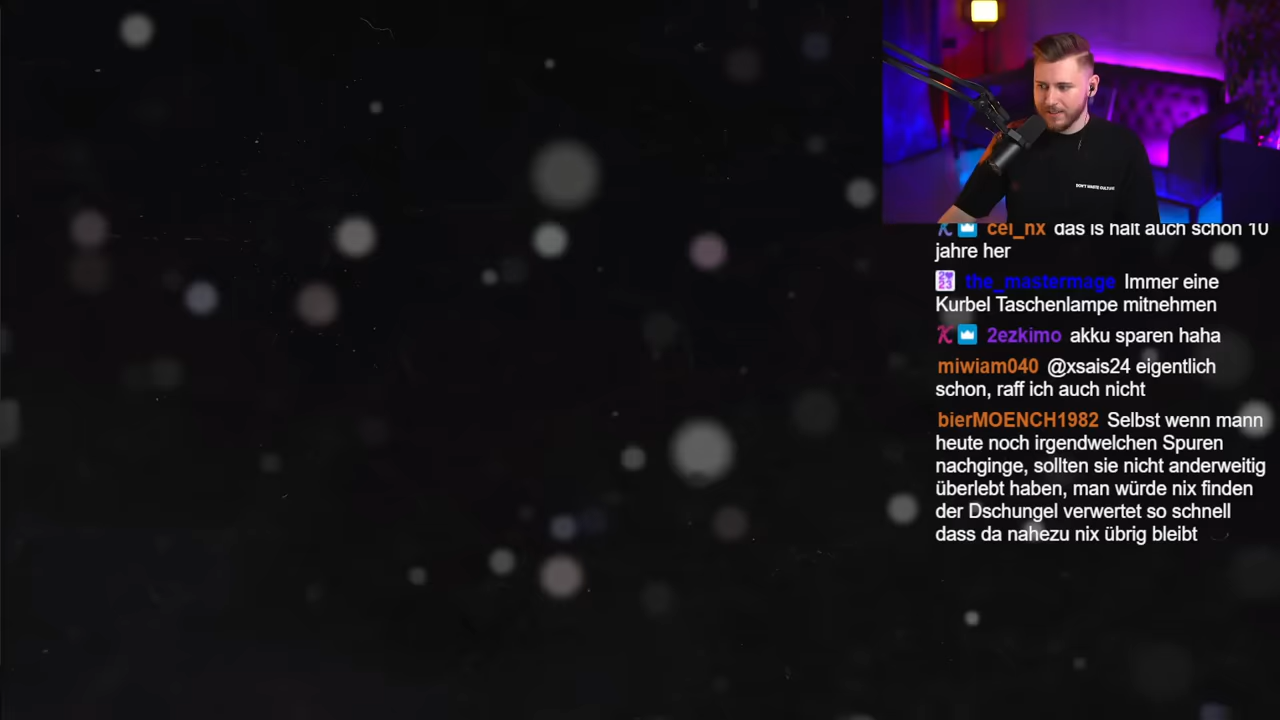 DON'T WASTE CULTURE
cel_nx das is halt auch schon 10
jahre her
the_mastermage Immer eine
Kurbel Taschenlampe mitnehmen
2ezkimo akku sparen haha
miwiam040 @xsais24 eigentlich
schon, raff ich auch nicht
bierMOENCH1982 Selbst wenn mann
heute noch irgendwelchen Spuren
nachginge, sollten sie nicht anderweitig
überlebt haben, man würde nix finden
der Dschungel verwertet so schnell
dass da nahezu nix übrig bleibt